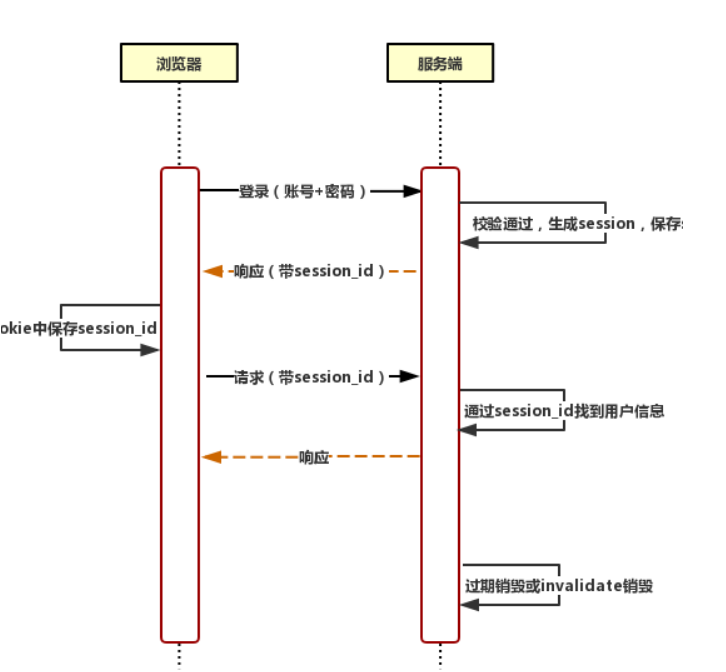 浏览器
服务端
登录（账号+密码）
校验通过，生成session，保存
响应（带session_id）
okie中保存session_id
请求（带session_id）
通过session_id找到用户信息
响应
过期销毁或invalidate销毁